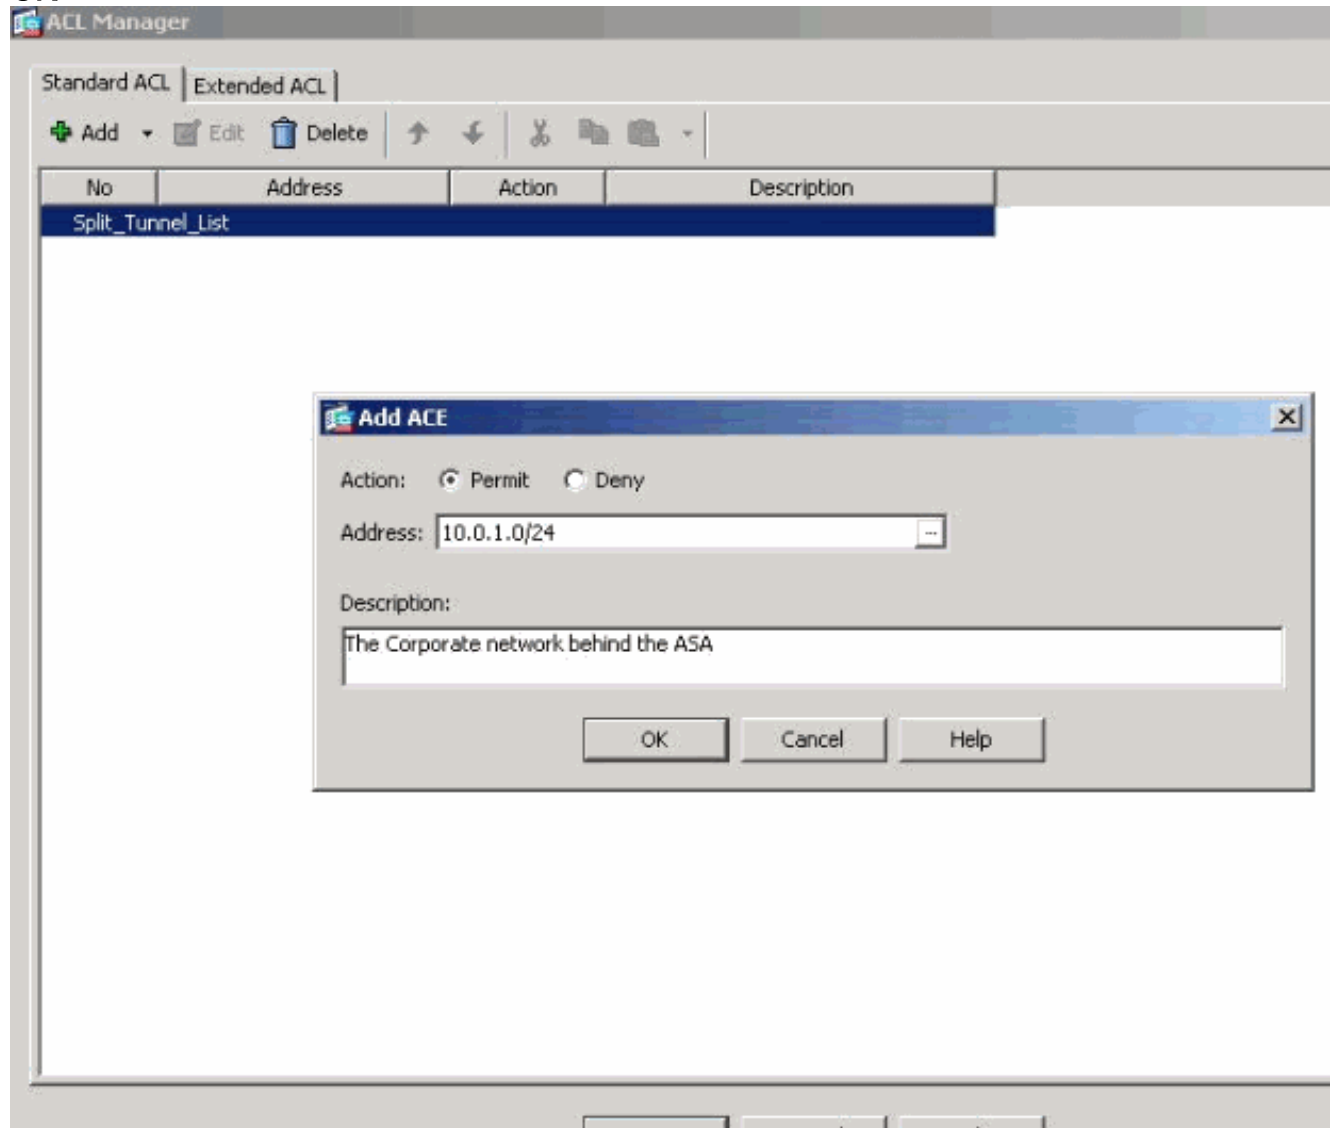 ACL Manager
Standard ACL Extended ACL
Add Edit Delete
No Address Action Description
Split_Tunnel_List
Add ACE
Action: Permit Deny
Address: 10.0.1.0/24 ...
Description:
The Corporate network behind the ASA
OK Cancel Help